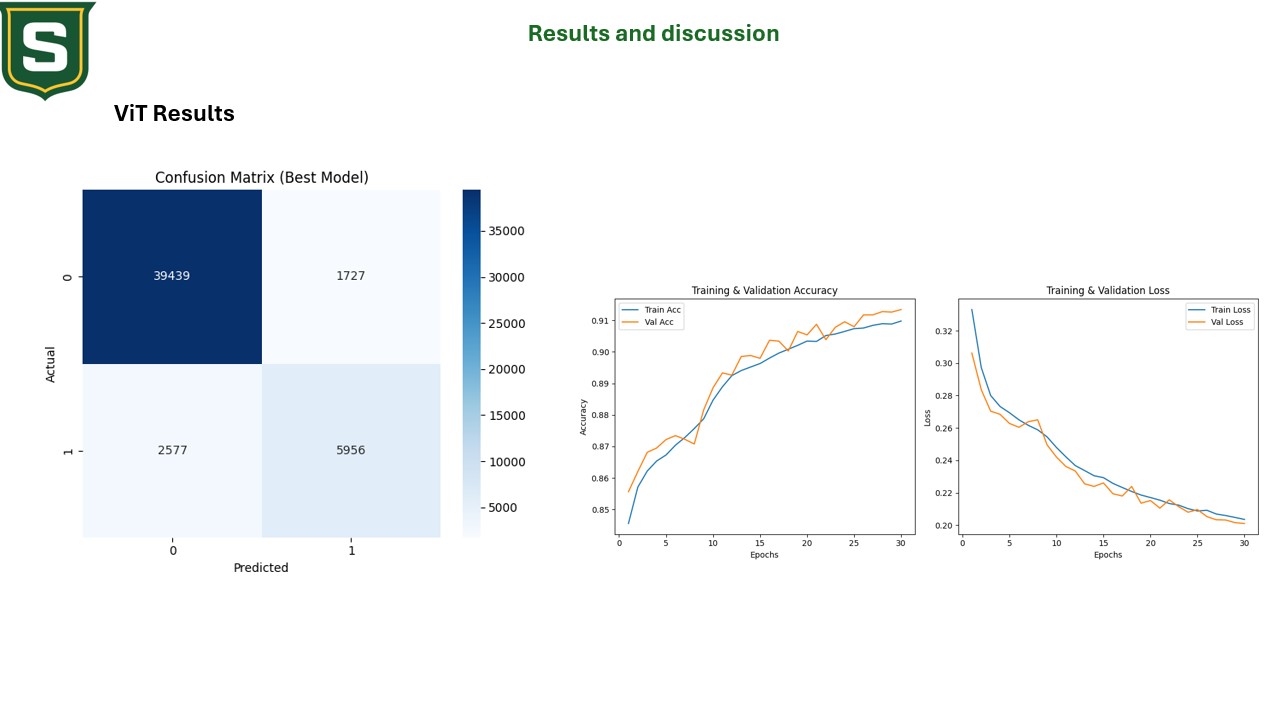 S
Results and discussion
ViT Results
Confusion Matrix (Best Model)
39439 1727
2577 5956
0
1
Actual
0 1
Predicted
35000
30000
25000
20000
15000
10000
5000
Training & Validation Accuracy
Train Acc
Val Acc
0.91
0.90
0.89
0.88
0.87
0.86
0.85
Accuracy
0 5 10 15 20 25 30
Epochs
Training & Validation Loss
Train Loss
Val Loss
0.32
0.30
0.28
0.26
0.24
0.22
0.20
Loss
0 5 10 15 20 25 30
Epochs